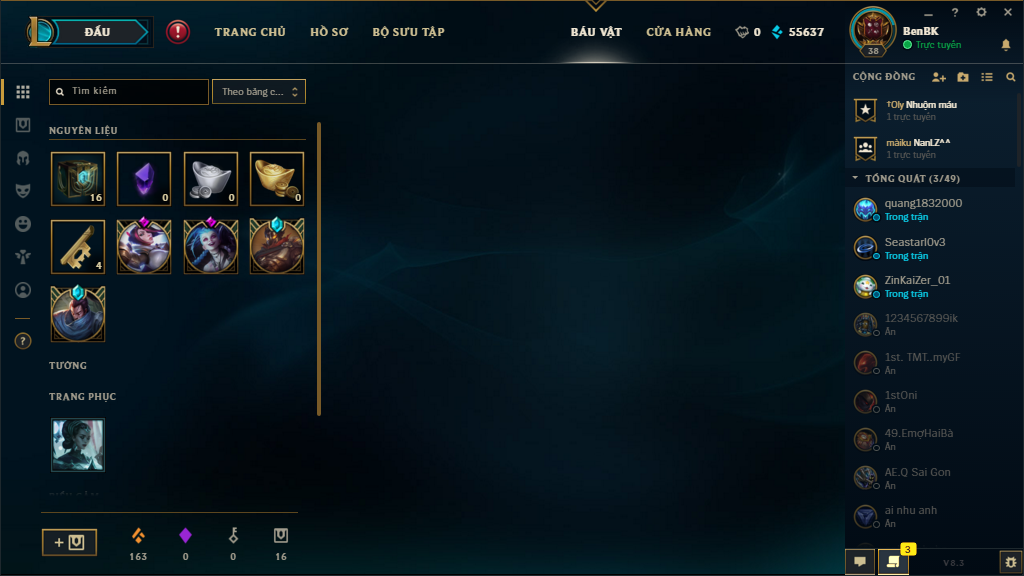 ĐẤU
TRANG CHỦ
HỒ SƠ
BỘ SƯU TẬP
BÁU VẬT
CỬA HÀNG
0
55637
38
BenBK
Trực tuyến
Tìm kiếm
Theo bảng c...
NGUYÊN LIỆU
16
0
0
0
4
TƯỚNG
TRANG PHỤC
163
0
0
16
CỘNG ĐỒNG
†Oly Nhuộm máu
1 trực tuyến
màiku NanLZ^^
1 trực tuyến
TỔNG QUÁT (3/49)
quang1832000
Trong trận
Seastarl0v3
Trong trận
ZinKaiZer_01
Trong trận
1234567899ik
Ẩn
1st. TMT..myGF
Ẩn
1stOni
Ẩn
49.EmợHaiBà
Ẩn
AE.Q Sai Gon
Ẩn
ai nhu anh
Ẩn
3
V8.3